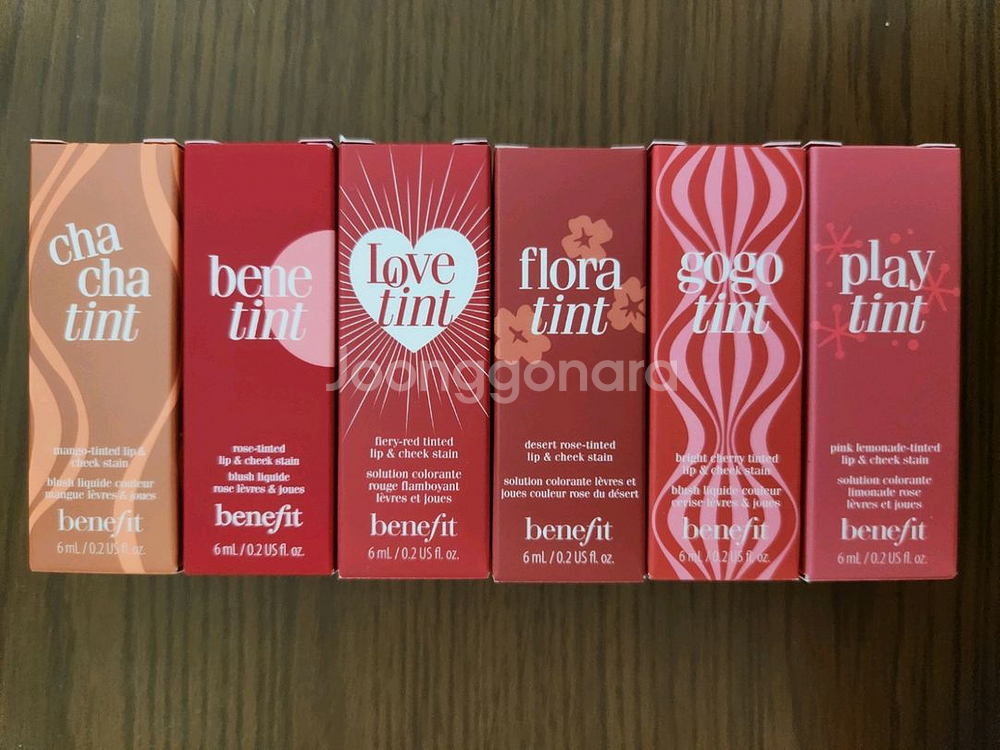 cha
cha
tint
mango-tinted lip &
cheek stain
blush liquide couleur
mangue lèvres & joues
benefit
6 mL / 0.2 US fl. oz.
bene
tint
rose-tinted
lip & cheek stain
blush liquide
rose lèvres & joues
benefit
6 mL / 0.2 US fl. oz.
Love
tint
fiery-red tinted
lip & cheek stain
solution colorante
rouge flamboyant
lèvres et joues
benefit
6 mL / 0.2 US fl. oz.
flora
tint
desert rose-tinted
lip & cheek stain
solution colorante lèvres et
joues couleur rose du désert
benefit
6 mL / 0.2 US fl. oz.
gogo
tint
bright cherry tinted
lip & cheek stain
blush liquide couleur
cerise lèvres & joues
benefit
6 mL / 0.2 US fl. oz.
play
tint
pink lemonade-tinted
lip & cheek stain
solution colorante
limonade rose
lèvres et joues
benefit
6 mL / 0.2 US fl. oz.
Joonggonara